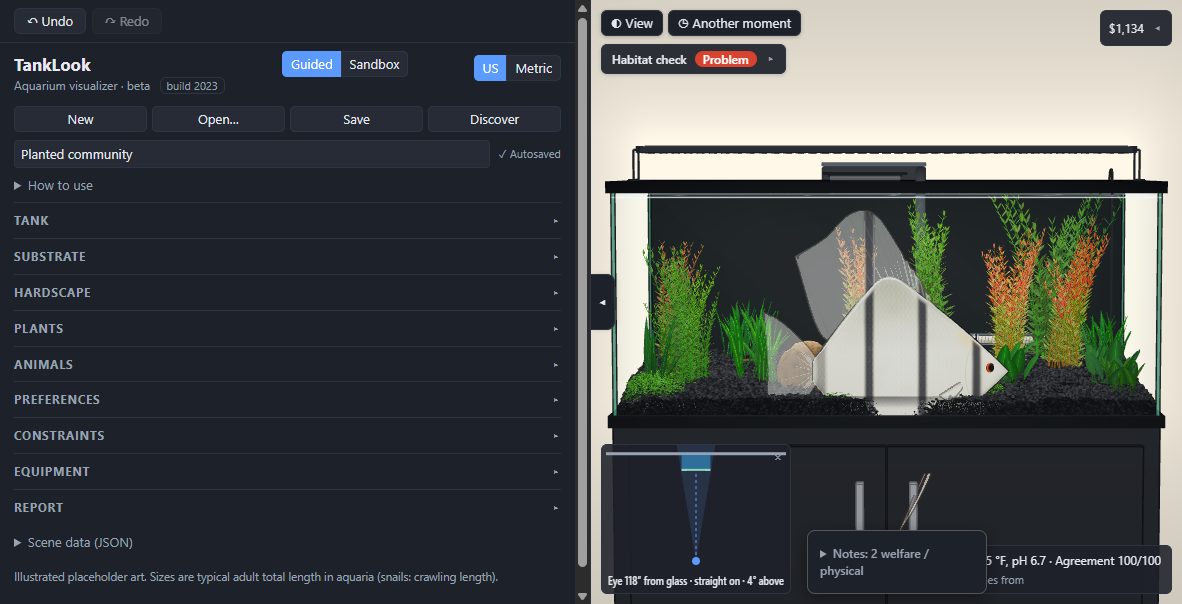 Undo
Redo
TankLook
Aquarium visualizer · beta
build 2023
Guided
Sandbox
US
Metric
New
Open...
Save
Discover
Planted community
✓ Autosaved
How to use
TANK
SUBSTRATE
HARDSCAPE
PLANTS
ANIMALS
PREFERENCES
CONSTRAINTS
EQUIPMENT
REPORT
Scene data (JSON)
Illustrated placeholder art. Sizes are typical adult total length in aquaria (snails: crawling length).
View
Another moment
$1,134
Habitat check
Problem
Eye 118" from glass · straight on · 4° above
Notes: 2 welfare /
physical
°F, pH 6.7 · Agreement 100/100
from